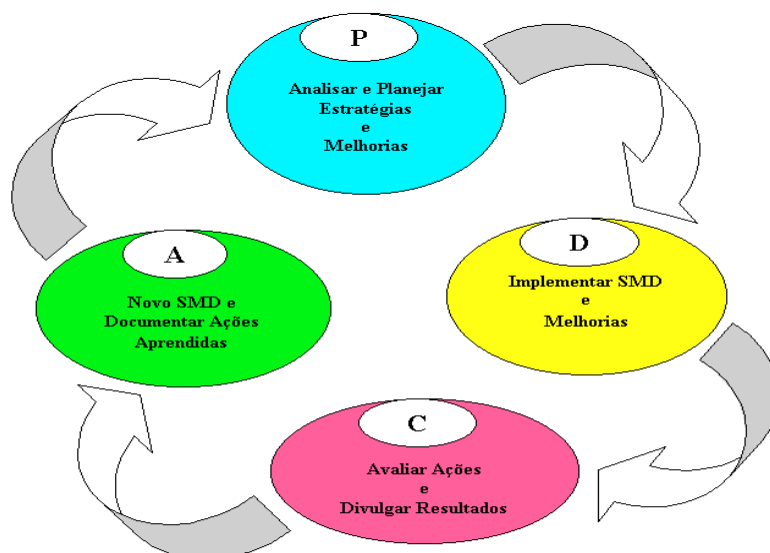 P
Analisar e Planejar
Estratégias
e
Melhorias
D
Implementar SMD
e
Melhorias
C
Avaliar Ações
e
Divulgar Resultados
A
Novo SMD e
Documentar Ações
Aprendidas